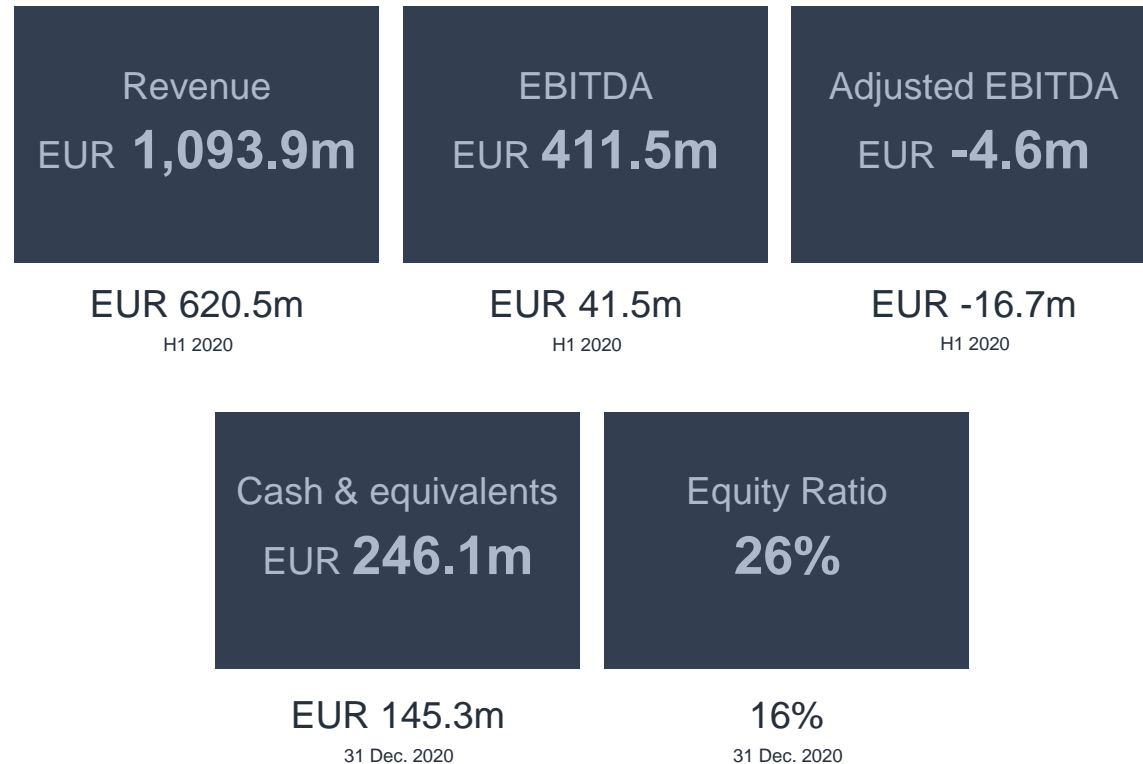 Revenue
EUR 1,093.9m
EUR 620.5m
H1 2020
EBITDA
EUR 411.5m
EUR 41.5m
H1 2020
Adjusted EBITDA
EUR -4.6m
EUR -16.7m
H1 2020
Cash & equivalents
EUR 246.1m
EUR 145.3m
31 Dec. 2020
Equity Ratio
26%
16%
31 Dec. 2020